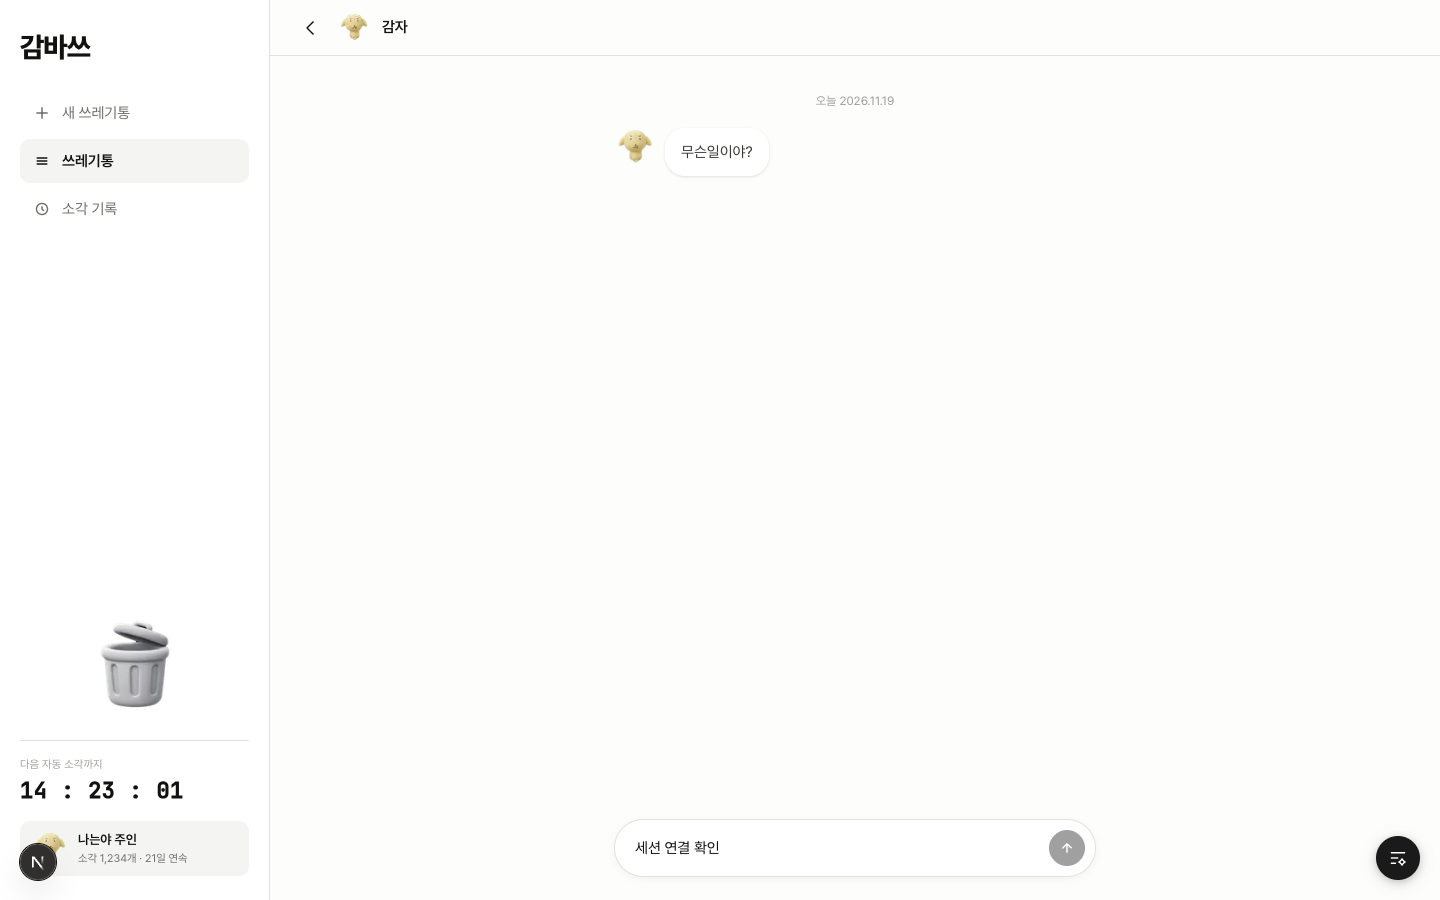 감바쓰
새 쓰레기통
쓰레기통
소각 기록
다음 자동 소각까지
14 : 23 : 01
나는야 주인
소각 1,234개 · 21일 연속
N
감자
오늘 2026.11.19
무슨일이야?
세션 연결 확인